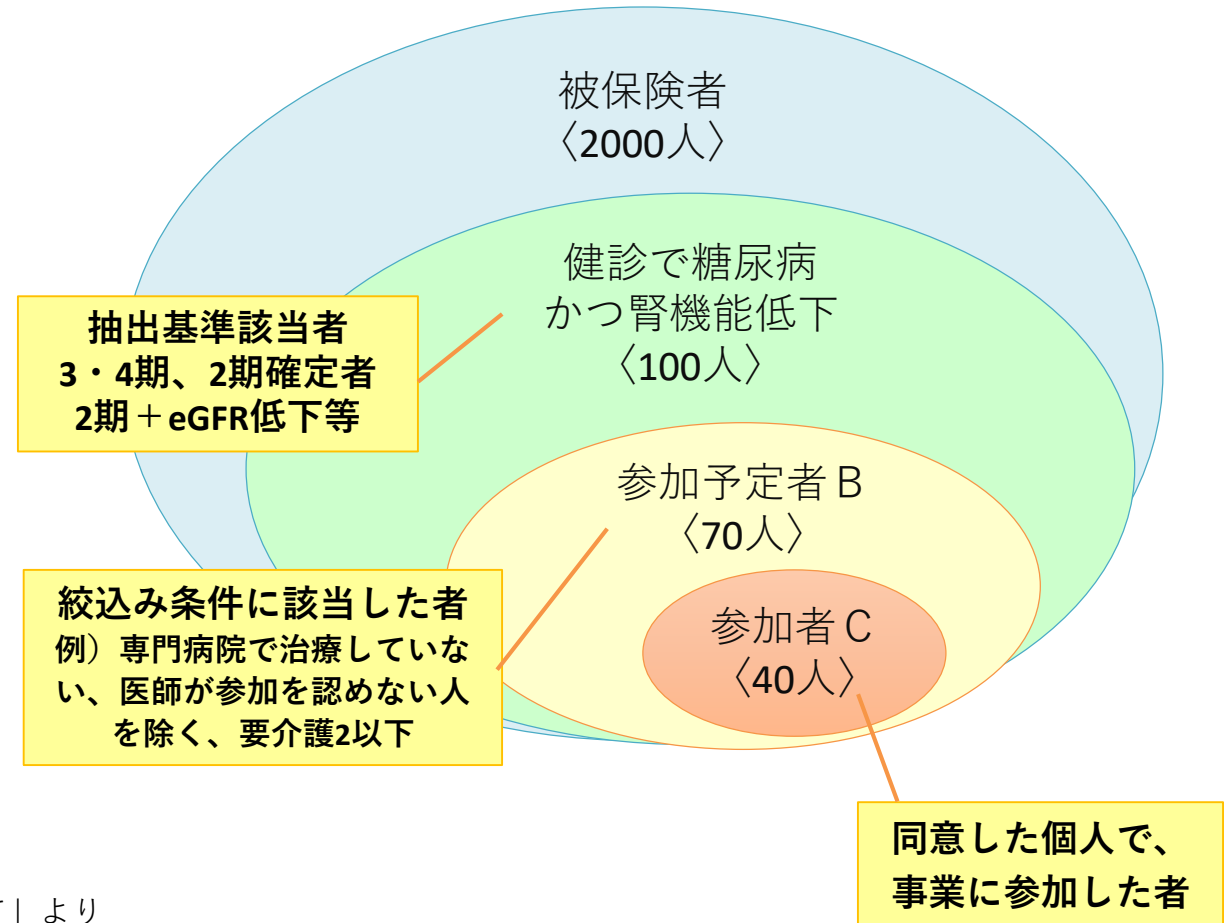 被保険者
〈2000人〉
健診で糖尿病
かつ腎機能低下
〈100人〉
抽出基準該当者
3・4期、2期確定者
2期＋eGFR低下等
参加予定者B
〈70人〉
絞込み条件に該当した者
例）専門病院で治療していな
い、医師が参加を認めない人
を除く、要介護2以下
参加者C
〈40人〉
同意した個人で、
事業に参加した者
」より